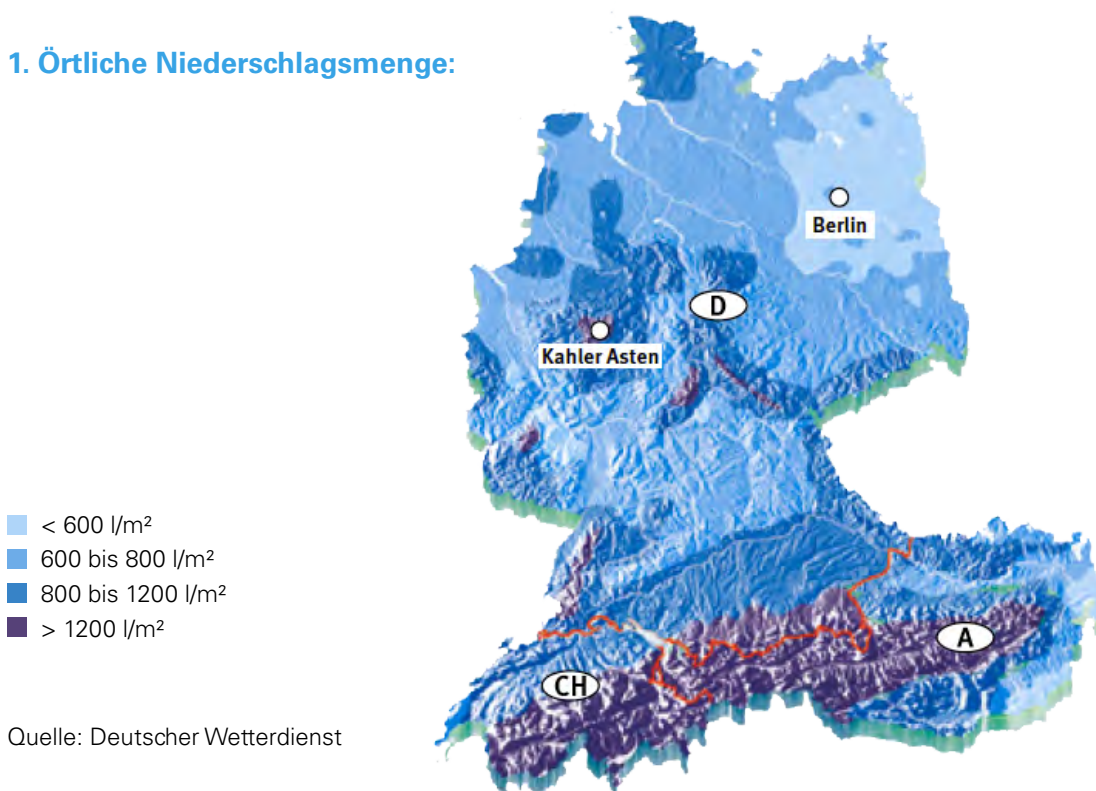 1. Örtliche Niederschlagsmenge:
Berlin
D
Kahler Asten
< 600 l/m²
600 bis 800 l/m²
800 bis 1200 l/m²
> 1200 l/m²
A
CH
Quelle: Deutscher Wetterdienst